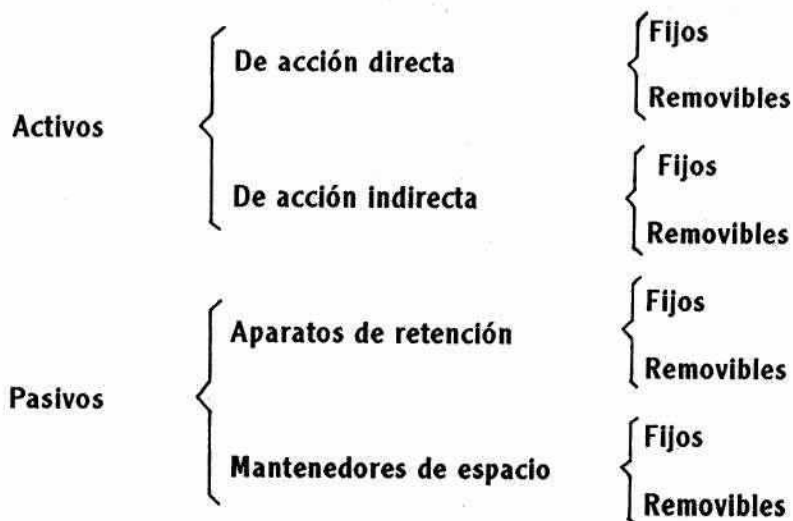 Activos
De acción directa
Fijos
Removibles
De acción indirecta
Fijos
Removibles
Pasivos
Aparatos de retención
Fijos
Removibles
Mantenedores de espacio
Fijos
Removibles